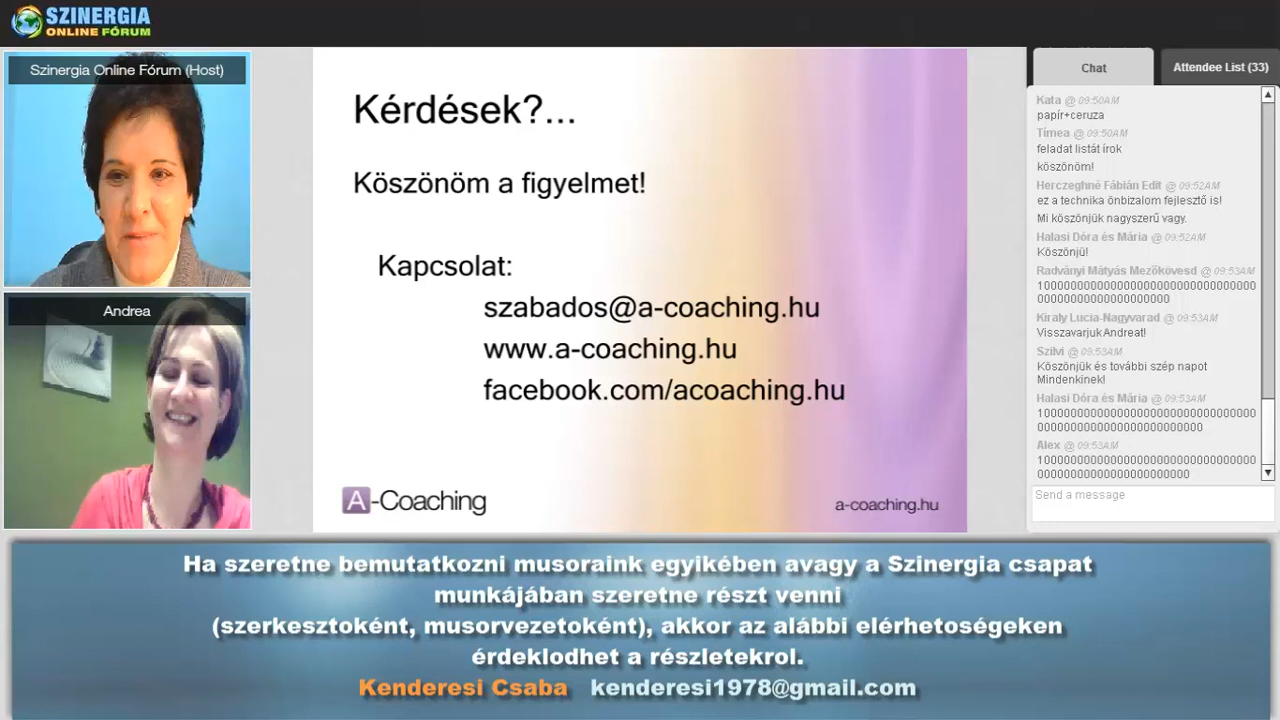 SZINERGIA
ONLINE FÓRUM
Szinergia Online Fórum (Host)
Andrea
Kérdések?...
Köszönöm a figyelmet!
Kapcsolat:
szabados@a-coaching.hu
www.a-coaching.hu
facebook.com/acoaching.hu
A-Coaching
a-coaching.hu
Chat
Attendee List (33)
Kata @ 09:50AM
papír+ceruza
Tímea @ 09:50AM
feladat listát írok
köszönöm!
Herczeghné Fábián Edit @ 09:52AM
ez a technika önbizalom fejlesztő is!
Mi köszönjük nagyszerű vagy.
Halasi Dóra és Mária @ 09:52AM
Köszönjü!
Radványi Mátyás Mezőkövesd @ 09:53AM
Kiraly Lucia-Nagyvarad @ 09:53AM
Visszavarjuk Andreat!
Szilvi @ 09:53AM
Köszönjük és további szép napot
Mindenkinek!
Halasi Dóra és Mária @ 09:53AM
Alex @ 09:53AM
Send a message
Ha szeretne bemutatkozni musoraink egyikében avagy a Szinergia csapat
munkájában szeretne részt venni
(szerkesztoként, musorvezetoként), akkor az alábbi elérhetoségeken
érdeklodhet a részletekrol.
Kenderesi Csaba kenderesi1978@gmail.com